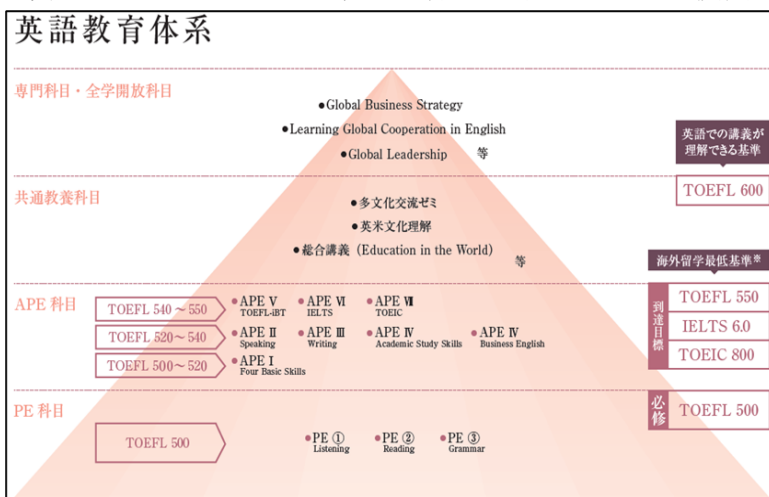 英語教育体系
専門科目・全学開放科目
●Global Business Strategy
●Learning Global Cooperation in English
●Global Leadership 等
英語での講義が
理解できる基準
TOEFL 600
共通教養科目
●多文化交流ゼミ
●英米文化理解
●総合講義 (Education in the World) 等
海外留学最低基準※
APE 科目
TOEFL 540～550
●APE Ⅴ ●APE Ⅵ ●APE Ⅶ
TOEFL-iBT IELTS TOEIC
TOEFL 520～540
●APE Ⅱ ●APE Ⅲ ●APE Ⅳ ●APE Ⅳ
Speaking Writing Academic Study Skills Business English
TOEFL 500～520
●APE Ⅰ
Four Basic Skills
到達目標
TOEFL 550
IELTS 6.0
TOEIC 800
PE 科目
必修
TOEFL 500
TOEFL 500
●PE ① ●PE ② ●PE ③
Listening Reading Grammar